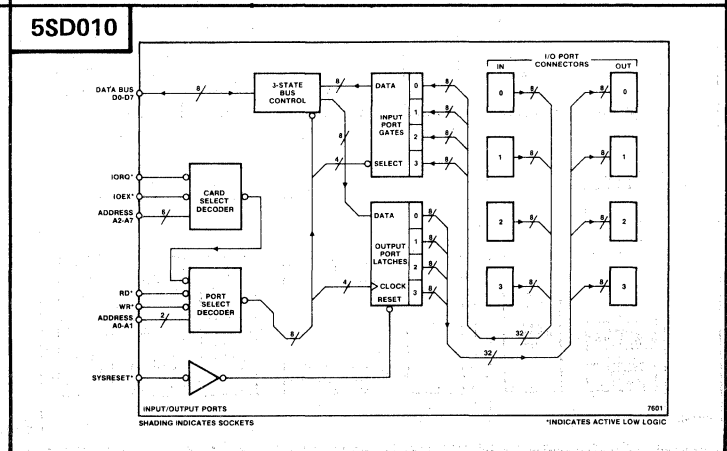 5SD010
I/O PORT
CONNECTORS
IN
OUT
DATA BUS
D0-D7
8
3-STATE
BUS
CONTROL
8
8
DATA
INPUT
PORT
GATES
SELECT
0
1
2
3
8
8
8
8
4
0
1
2
3
8
8
8
8
0
1
2
3
8
8
8
8
IORQ*
IOEX*
ADDRESS
A2-A7
6
CARD
SELECT
DECODER
DATA
OUTPUT
PORT
LATCHES
CLOCK
RESET
0
1
2
3
8
8
8
8
4
RD*
WR*
ADDRESS
A0-A1
2
PORT
SELECT
DECODER
8
32
32
SYSRESET*
INPUT/OUTPUT PORTS
7601
SHADING INDICATES SOCKETS
*INDICATES ACTIVE LOW LOGIC